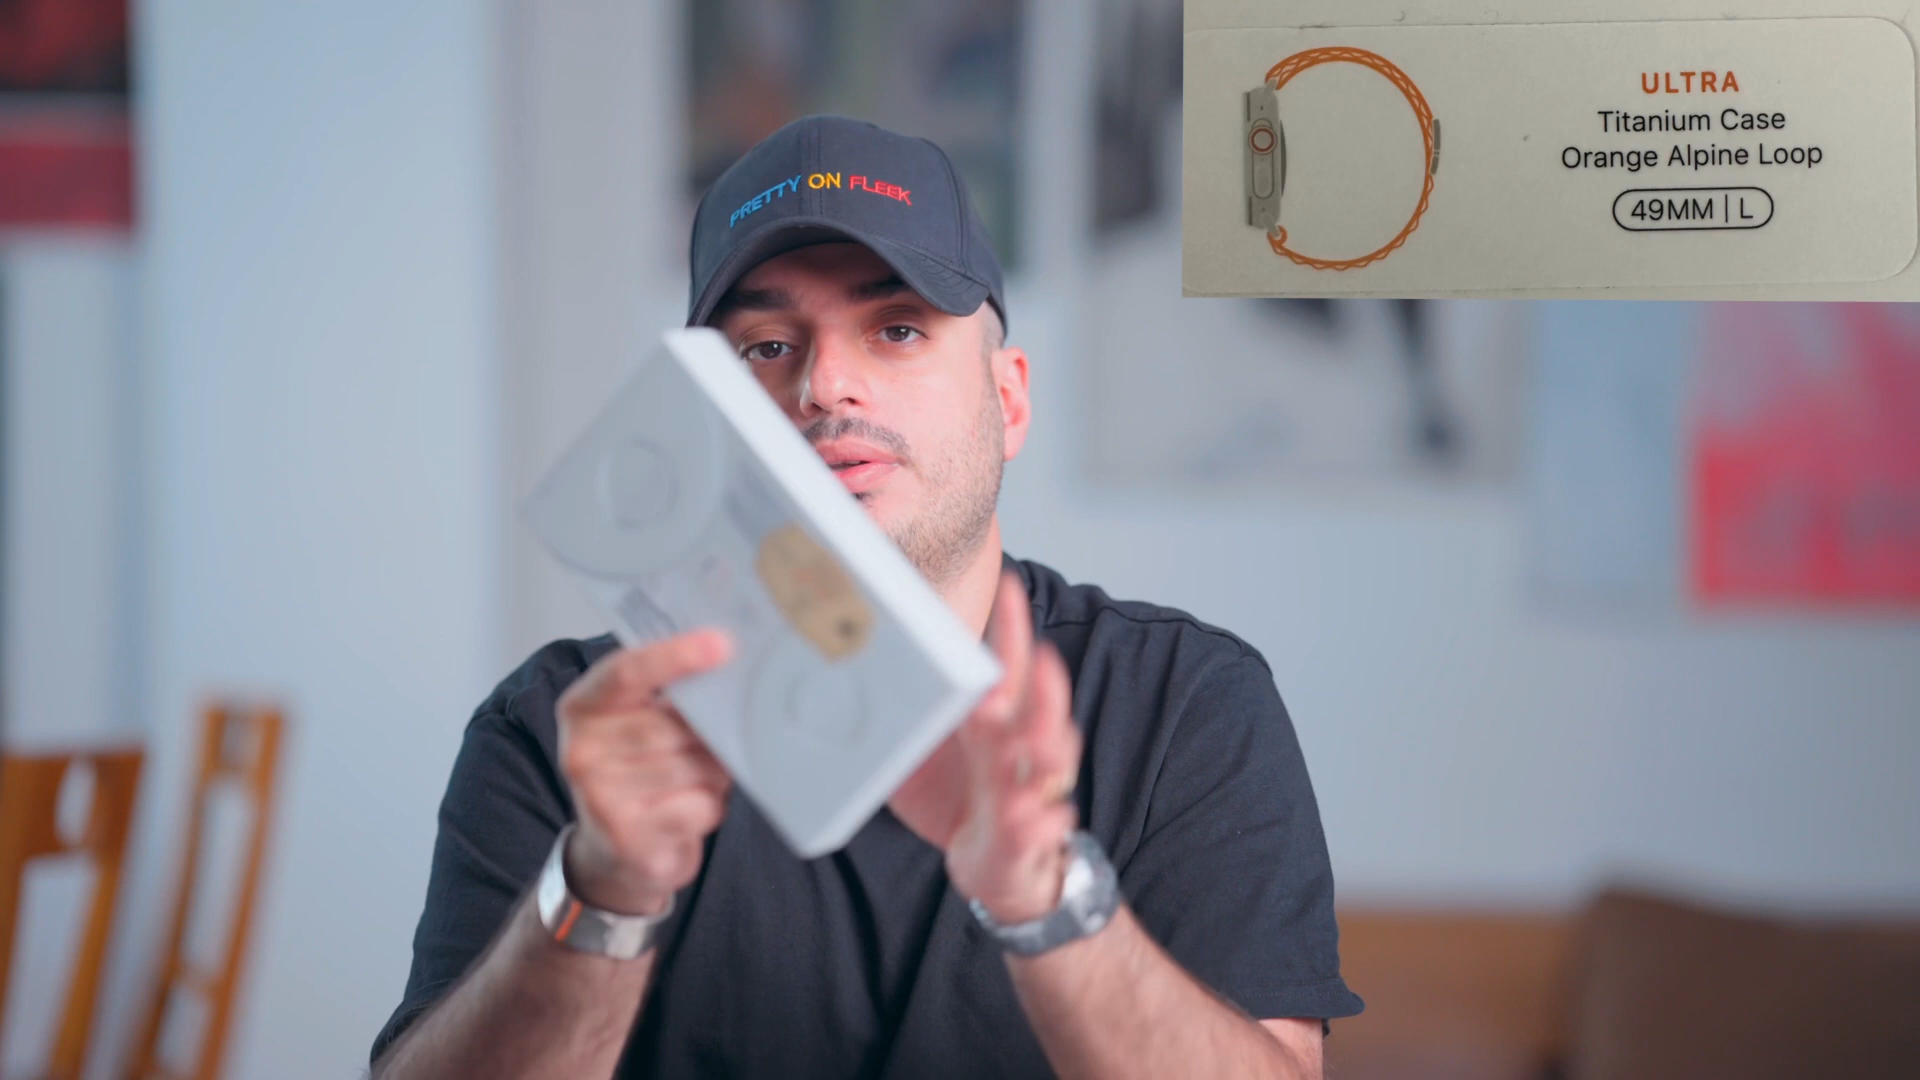 PRETTY ON FLEEK
ULTRA
Titanium Case
Orange Alpine Loop
49MM | L